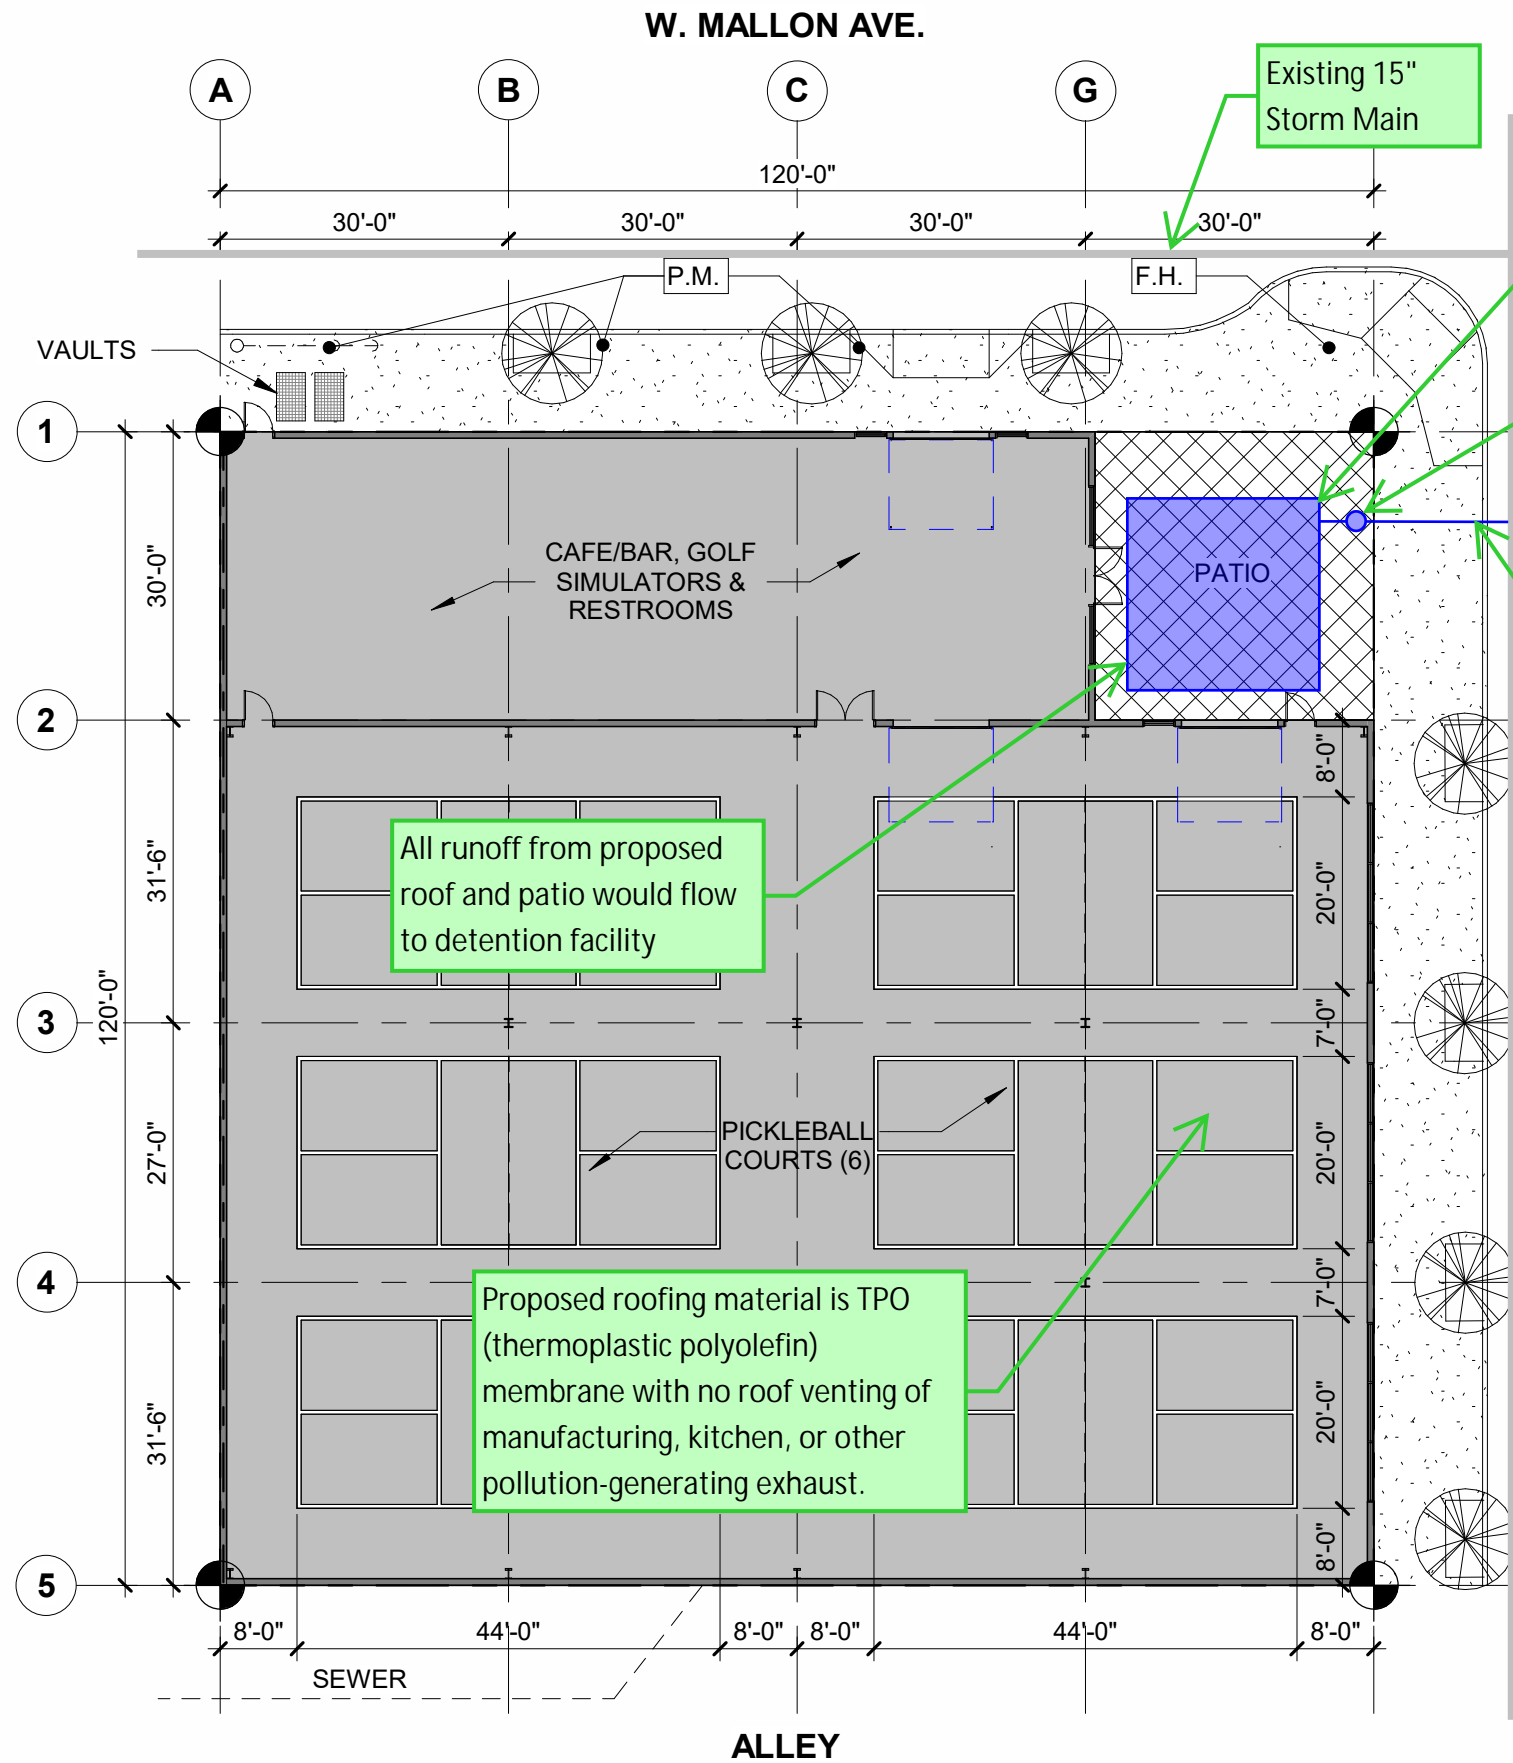 W. MALLON AVE.
A
B
C
G
Existing 15"
Storm Main
120'-0"
30'-0"
30'-0"
30'-0"
30'-0"
P.M.
F.H.
VAULTS
1
CAFE/BAR, GOLF
SIMULATORS &
RESTROOMS
PATIO
30'-0"
2
8'-0"
31'-6"
All runoff from proposed
roof and patio would flow
to detention facility
20'-0"
120'-0"
3
7'-0"
27'-0"
PICKLEBALL
COURTS (6)
20'-0"
4
7'-0"
Proposed roofing material is TPO
(thermoplastic polyolefin)
membrane with no roof venting of
manufacturing, kitchen, or other
pollution-generating exhaust.
31'-6"
20'-0"
8'-0"
5
8'-0"
44'-0"
8'-0"
8'-0"
44'-0"
8'-0"
SEWER
ALLEY